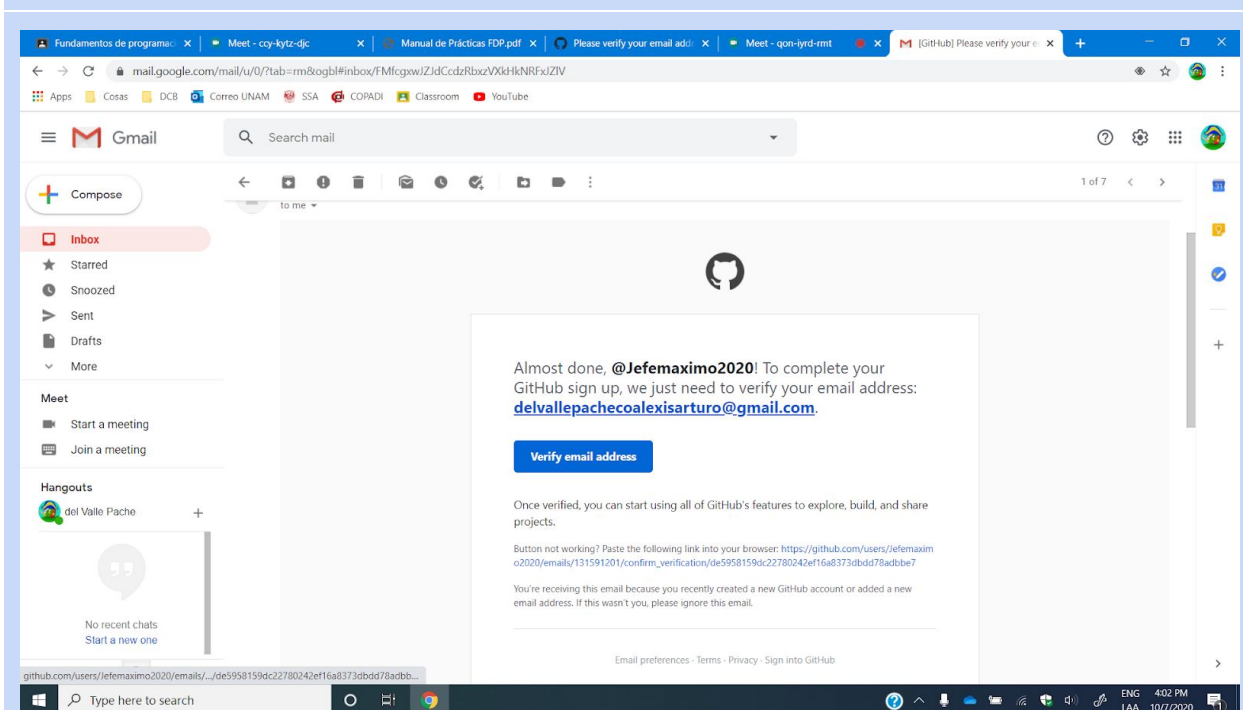 Fundamentos de programac
Meet - ccy-kytz-djc
Manual de Prácticas FDP.pdf
Please verify your email addr
Meet - qon-iyrd-rmt
[GitHub] Please verify your e
mail.google.com/mail/u/0/?tab=rm&ogbl#inbox/FMfcgxwJZJdCcdzRbxzVXkHkNRFxJZlV
Apps Cosas DCB Correo UNAM SSA COPADI Classroom YouTube
Gmail
Search mail
Compose
1 of 7
to me
Inbox
Starred
Snoozed
Sent
Drafts
More
Meet
Start a meeting
Join a meeting
Hangouts
del Valle Pache
No recent chats
Start a new one
Almost done, @Jefemaximo2020! To complete your
GitHub sign up, we just need to verify your email address:
delvallepachecoalexisarturo@gmail.com.
Verify email address
Once verified, you can start using all of GitHub's features to explore, build, and share
projects.
Button not working? Paste the following link into your browser: https://github.com/users/Jefemaxim
o2020/emails/131591201/confirm_verification/de5958159dc22780242ef16a8373dbdd78adbbe7
You're receiving this email because you recently created a new GitHub account or added a new
email address. If this wasn't you, please ignore this email.
Email preferences · Terms · Privacy · Sign into GitHub
github.com/users/Jefemaximo2020/emails/.../de5958159dc22780242ef16a8373dbdd78adbb...
Type here to search
ENG
LAA
4:02 PM
10/7/2020